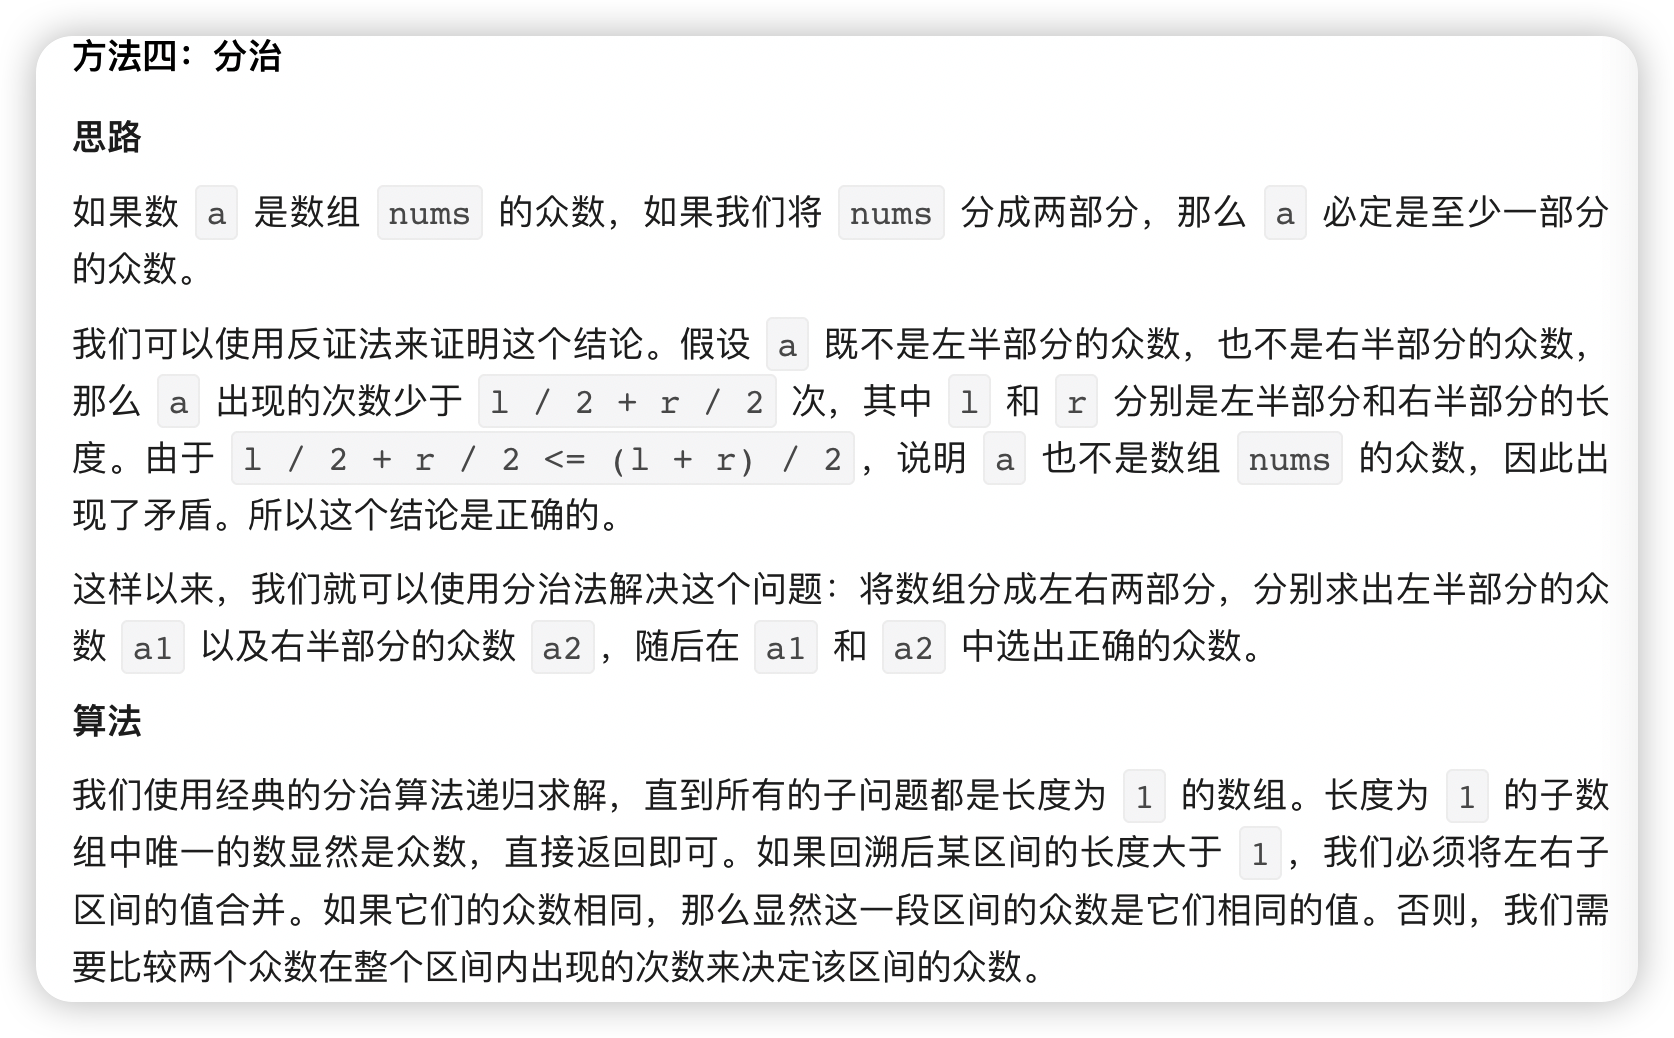 方法四：分治
思路
如果数 a 是数组 nums 的众数，如果我们将 nums 分成两部分，那么 a 必定是至少一部分
的众数。
我们可以使用反证法来证明这个结论。假设 a 既不是左半部分的众数，也不是右半部分的众数，
那么 a 出现的次数少于 l / 2 + r / 2 次，其中 l 和 r 分别是左半部分和右半部分的长
度。由于 l / 2 + r / 2 <= (l + r) / 2，说明 a 也不是数组 nums 的众数，因此出
现了矛盾。所以这个结论是正确的。
这样以来，我们就可以使用分治法解决这个问题：将数组分成左右两部分，分别求出左半部分的众
数 a1 以及右半部分的众数 a2，随后在 a1 和 a2 中选出正确的众数。
算法
我们使用经典的分治算法递归求解，直到所有的子问题都是长度为 1 的数组。长度为 1 的子数
组中唯一的数显然是众数，直接返回即可。如果回溯后某区间的长度大于 1，我们必须将左右子
区间的值合并。如果它们的众数相同，那么显然这一段区间的众数是它们相同的值。否则，我们需
要比较两个众数在整个区间内出现的次数来决定该区间的众数。